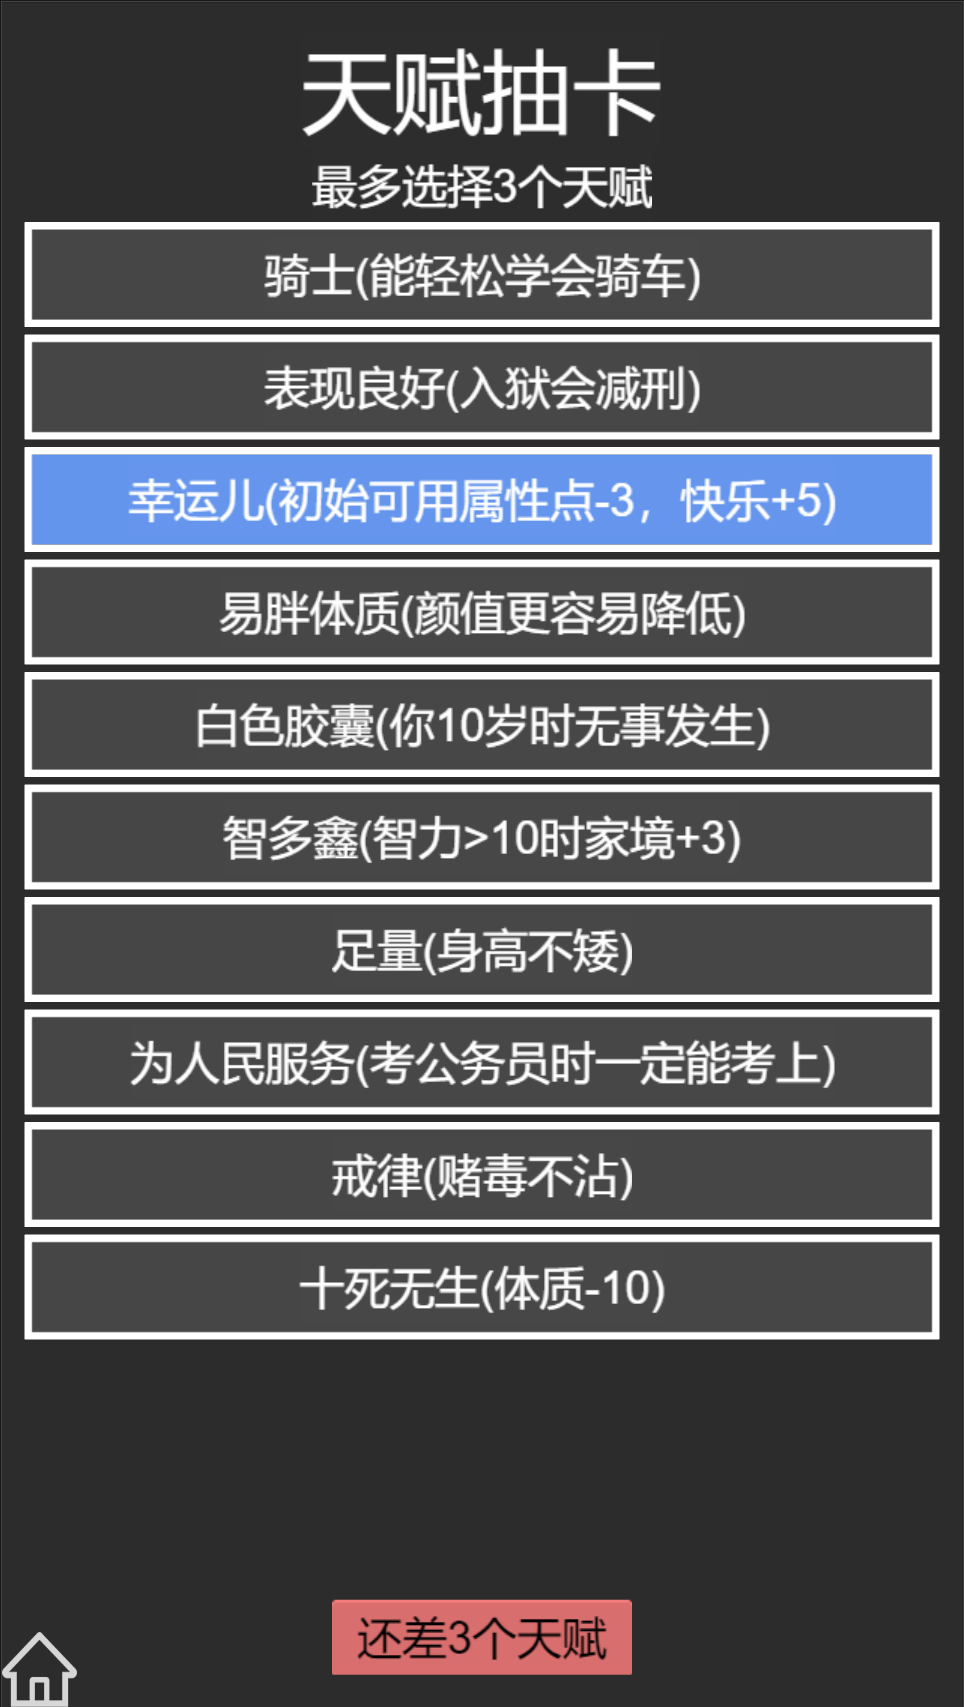 天赋抽卡
最多选择3个天赋
骑士(能轻松学会骑车)
表现良好(入狱会减刑)
幸运儿(初始可用属性点-3，快乐+5)
易胖体质(颜值更容易降低)
白色胶囊(你10岁时无事发生)
智多鑫(智力>10时家境+3)
足量(身高不矮)
为人民服务(考公务员时一定能考上)
戒律(赌毒不沾)
十死无生(体质-10)
还差3个天赋